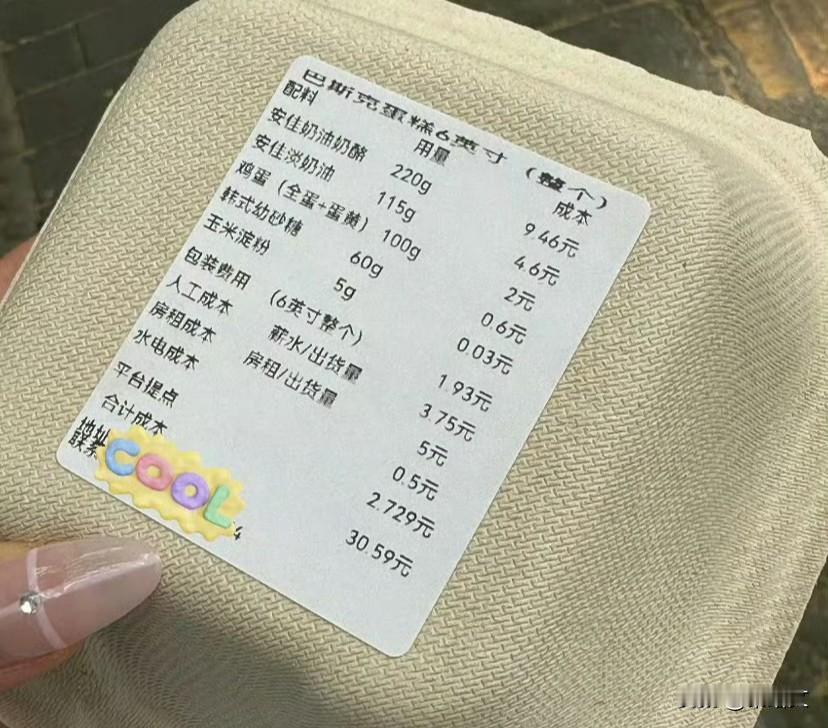 巴斯克蛋糕6英寸（整个）
配料 用量 成本
安佳奶油奶酪 220g 9.46元
安佳淡奶油 115g 4.6元
鸡蛋（全蛋+蛋黄） 100g 2元
韩式幼砂糖 60g 0.6元
玉米淀粉 5g 0.03元
包装费用 （6英寸整个） 1.93元
人工成本 薪水/出货量 3.75元
房租成本 房租/出货量 5元
水电成本 0.5元
平台提点 2.729元
合计成本 30.59元
地址
联系
COOL
4